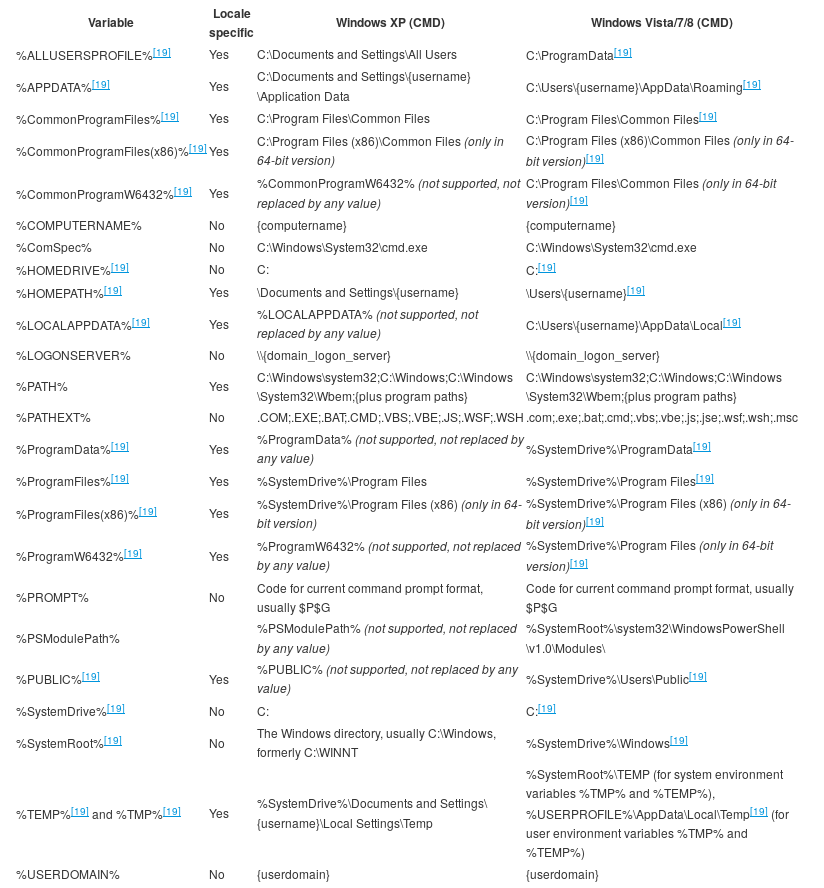 Variable Locale specific Windows XP (CMD) Windows Vista/7/8 (CMD)
%ALLUSERSPROFILE%[19] Yes C:\Documents and Settings\All Users C:\ProgramData[19]
%APPDATA%[19] Yes C:\Documents and Settings\{username}
\Application Data C:\Users\{username}\AppData\Roaming[19]
%CommonProgramFiles%[19] Yes C:\Program Files\Common Files C:\Program Files\Common Files[19]
%CommonProgramFiles(x86)%[19] Yes C:\Program Files (x86)\Common Files (only in
64-bit version) C:\Program Files (x86)\Common Files (only in 64-
bit version)[19]
%CommonProgramW6432%[19] Yes %CommonProgramW6432% (not supported, not
replaced by any value) C:\Program Files\Common Files (only in 64-bit
version)[19]
%COMPUTERNAME% No {computername} {computername}
%ComSpec% No C:\Windows\System32\cmd.exe C:\Windows\System32\cmd.exe
%HOMEDRIVE%[19] No C: C:[19]
%HOMEPATH%[19] Yes \Documents and Settings\{username} \Users\{username}[19]
%LOCALAPPDATA%[19] Yes %LOCALAPPDATA% (not supported, not
replaced by any value) C:\Users\{username}\AppData\Local[19]
%LOGONSERVER% No \\{domain_logon_server} \\{domain_logon_server}
%PATH% Yes C:\Windows\system32;C:\Windows;C:\Windows
\System32\Wbem;{plus program paths} C:\Windows\system32;C:\Windows;C:\Windows
\System32\Wbem;{plus program paths}
%PATHEXT% No .COM;.EXE;.BAT;.CMD;.VBS;.VBE;.JS;.WSF;.WSH .com;.exe;.bat;.cmd;.vbs;.vbe;.js;.jse;.wsf;.wsh;.msc
%ProgramData%[19] Yes %ProgramData% (not supported, not replaced by
any value) %SystemDrive%\ProgramData[19]
%ProgramFiles%[19] Yes %SystemDrive%\Program Files %SystemDrive%\Program Files[19]
%ProgramFiles(x86)%[19] Yes %SystemDrive%\Program Files (x86) (only in 64-
bit version) %SystemDrive%\Program Files (x86) (only in 64-
bit version)[19]
%ProgramW6432%[19] Yes %ProgramW6432% (not supported, not replaced
by any value) %SystemDrive%\Program Files (only in 64-bit
version)[19]
%PROMPT% No Code for current command prompt format,
usually $P$G Code for current command prompt format, usually
$P$G
%PSModulePath% %PSModulePath% (not supported, not replaced
by any value) %SystemRoot%\system32\WindowsPowerShell
\v1.0\Modules\
%PUBLIC%[19] Yes %PUBLIC% (not supported, not replaced by any
value) %SystemDrive%\Users\Public[19]
%SystemDrive%[19] No C: C:[19]
%SystemRoot%[19] No The Windows directory, usually C:\Windows,
formerly C:\WINNT %SystemDrive%\Windows[19]
%TEMP%[19] and %TMP%[19] Yes %SystemDrive%\Documents and Settings\
{username}\Local Settings\Temp %SystemRoot%\TEMP (for system environment
variables %TMP% and %TEMP%),
%USERPROFILE%\AppData\Local\Temp[19] (for
user environment variables %TMP% and
%TEMP%)
%USERDOMAIN% No {userdomain} {userdomain}